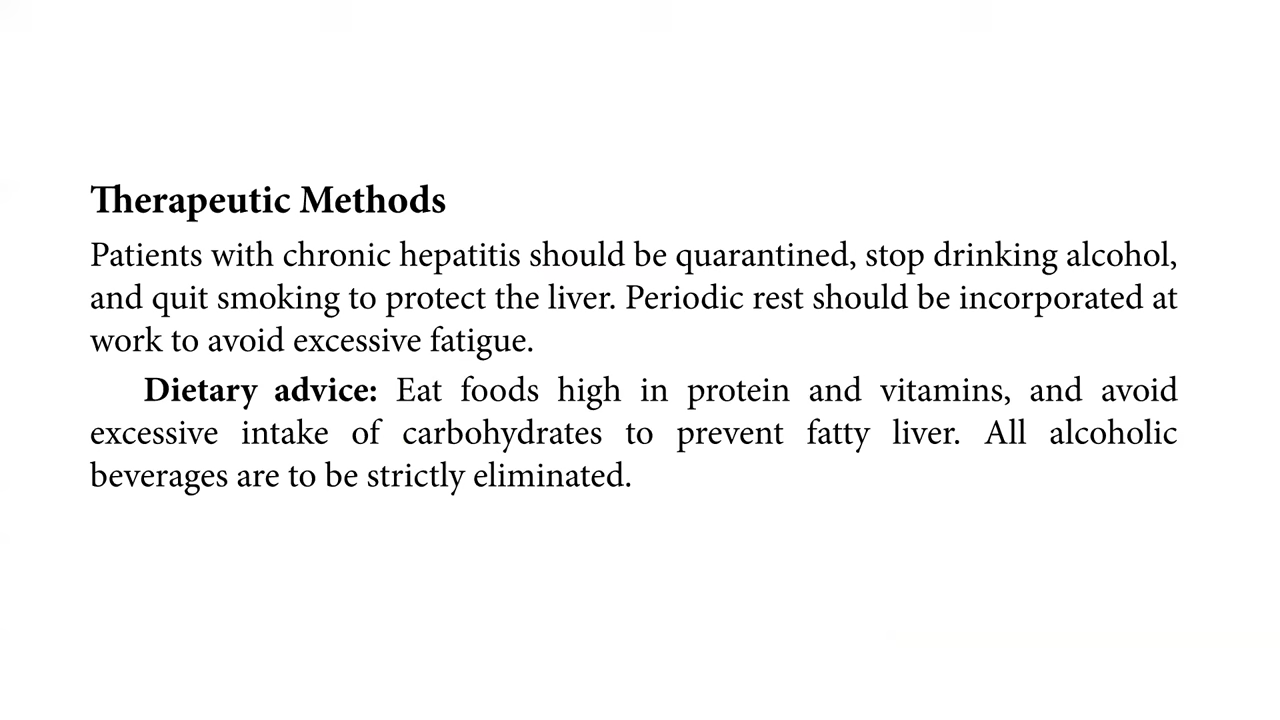 Therapeutic Methods
Patients with chronic hepatitis should be quarantined, stop drinking alcohol,
and quit smoking to protect the liver. Periodic rest should be incorporated at
work to avoid excessive fatigue.
Dietary advice: Eat foods high in protein and vitamins, and avoid
excessive intake of carbohydrates to prevent fatty liver. All alcoholic
beverages are to be strictly eliminated.